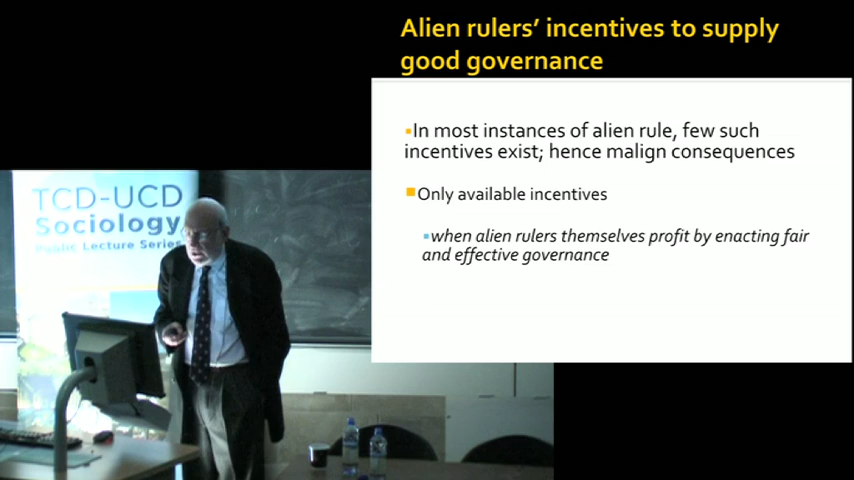 Alien rulers' incentives to supply
good governance
In most instances of alien rule, few such
incentives exist; hence malign consequences
Only available incentives
when alien rulers themselves profit by enacting fair
and effective governance
TCD-UCD
Sociology
Public Lecture Series